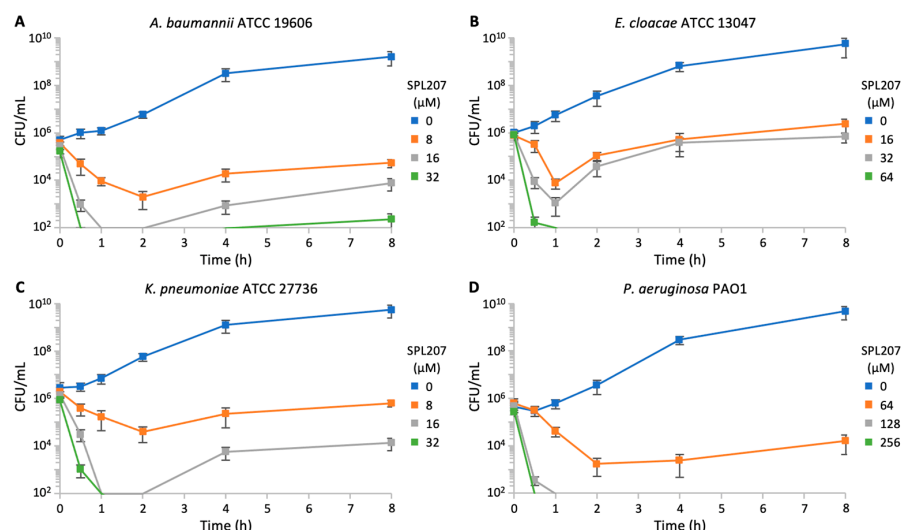 A
A. baumannii ATCC 19606
10^10
10^8
10^6
10^4
10^2
CFU/mL
0 1 2 3 4 5 6 7 8
Time (h)
SPL207
(μM)
0
8
16
32
B
E. cloacae ATCC 13047
10^10
10^8
10^6
10^4
10^2
CFU/mL
0 1 2 3 4 5 6 7 8
Time (h)
SPL207
(μM)
0
16
32
64
C
K. pneumoniae ATCC 27736
10^10
10^8
10^6
10^4
10^2
CFU/mL
0 1 2 3 4 5 6 7 8
Time (h)
SPL207
(μM)
0
8
16
32
D
P. aeruginosa PAO1
10^10
10^8
10^6
10^4
10^2
CFU/mL
0 1 2 3 4 5 6 7 8
Time (h)
SPL207
(μM)
0
64
128
256